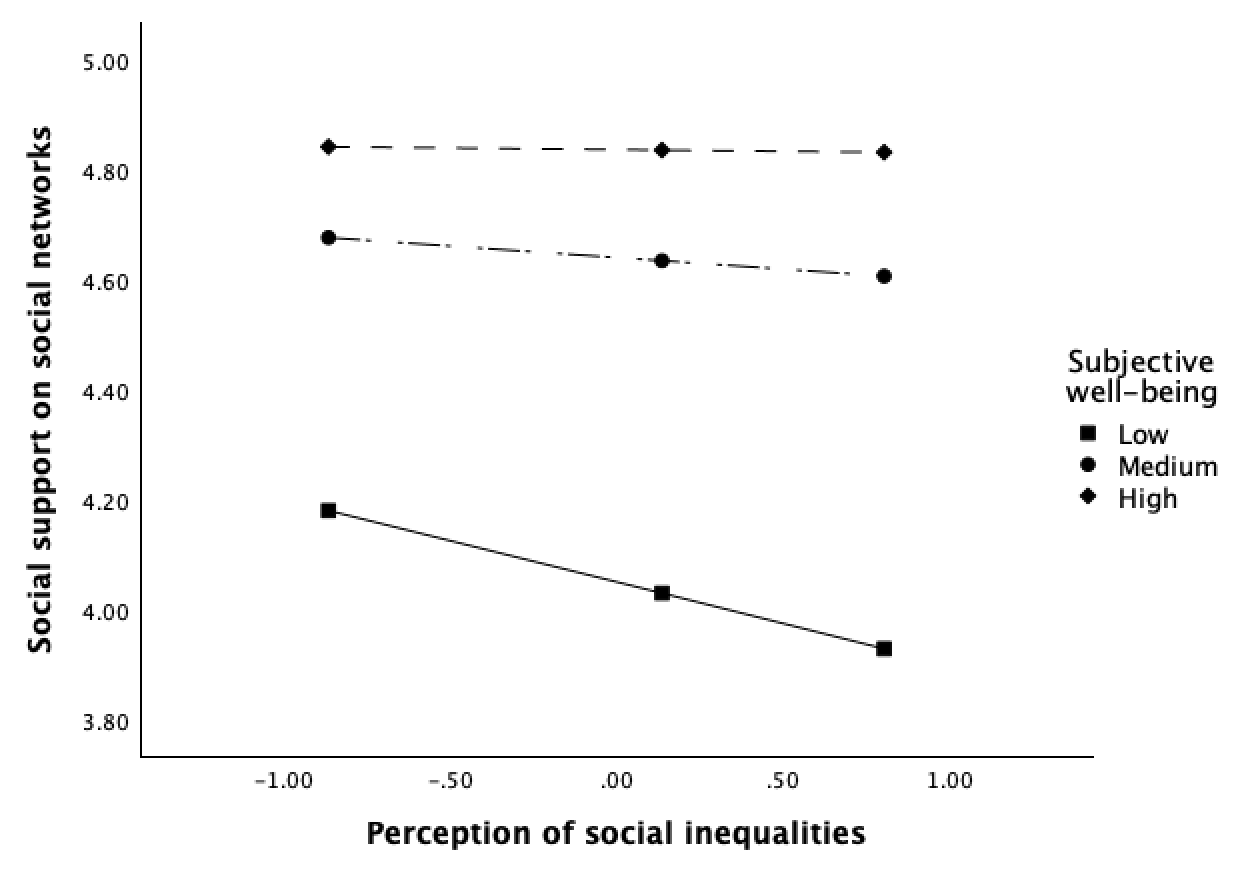 Social support on social networks
5.00
4.80
4.60
4.40
4.20
4.00
3.80
−1.00
−.50
.00
.50
1.00
Perception of social inequalities
Subjective
well−being
Low
Medium
High